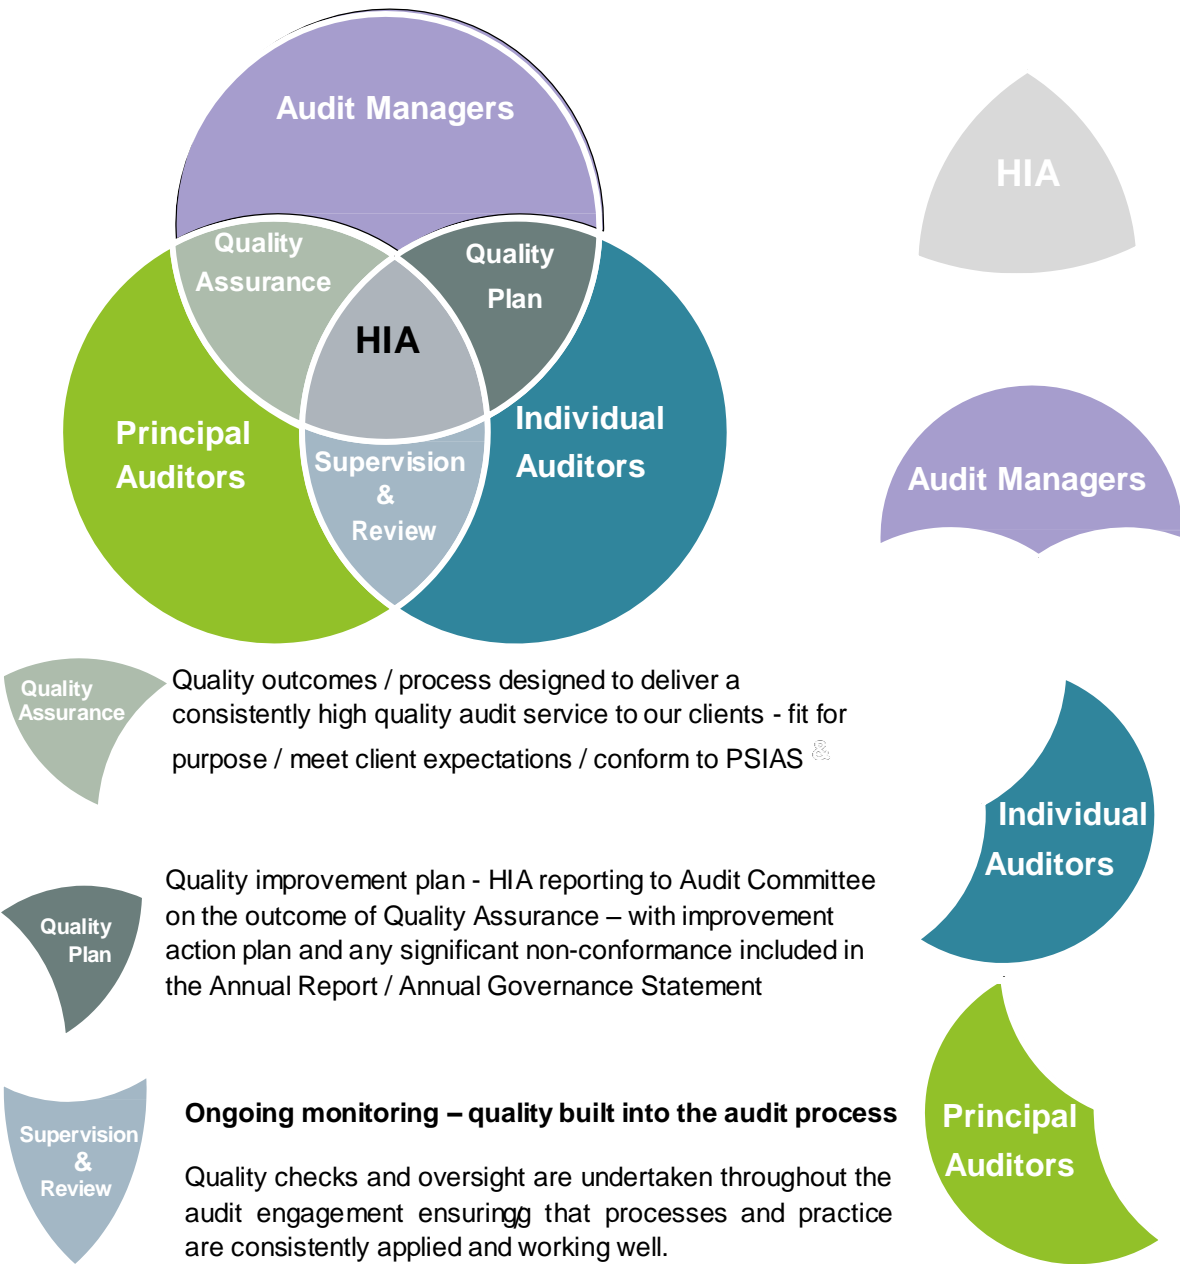 Audit Managers
Quality
Assurance
Quality
Plan
HIA
Principal
Auditors
Individual
Auditors
Supervision
&
Review
HIA
Audit Managers
Quality
Assurance
Quality outcomes / process designed to deliver a
consistently high quality audit service to our clients - fit for
purpose / meet client expectations / conform to PSIAS &
Individual
Auditors
Quality
Plan
Quality improvement plan - HIA reporting to Audit Committee
on the outcome of Quality Assurance – with improvement
action plan and any significant non-conformance included in
the Annual Report / Annual Governance Statement
Principal
Auditors
Supervision
&
Review
Ongoing monitoring – quality built into the audit process
Quality checks and oversight are undertaken throughout the
audit engagement ensuring that processes and practice
are consistently applied and working well.